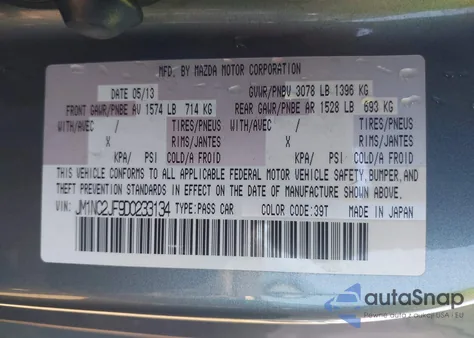 MFD. BY MAZDA MOTOR CORPORATION
DATE 05/13 GVWR/PNBV 3078 LB 1396 KG
FRONT GAWR/PNBE AV 1574 LB 714 KG REAR GAWR/PNBE AR 1528 LB 693 KG
WITH/AVEC / TIRES/PNEUS WITH/AVEC / TIRES/PNEUS
X RIMS/JANTES X RIMS/JANTES
KPA/ PSI COLD/A FROID KPA/ PSI COLD/A FROID
THIS VEHICLE CONFORMS TO ALL APPLICABLE FEDERAL MOTOR VEHICLE SAFETY, BUMPER, AND
THEFT PREVENTION STANDARDS IN EFFECT ON THE DATE OF MANUFACTURE SHOWN ABOVE.
VIN: JM1NC2JF9D0233134 TYPE: PASS CAR COLOR CODE: 39T MADE IN JAPAN
autoSnap